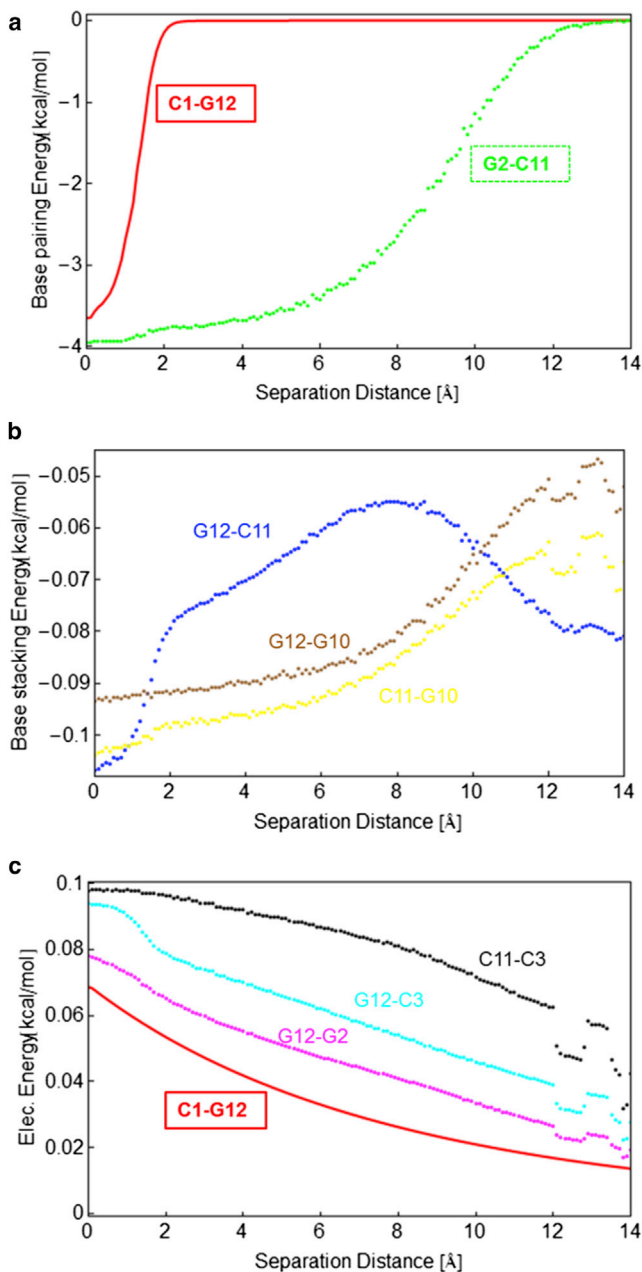 a
0
−1
−2
−3
−4
Base pairing Energy[kcal/mol]
C1-G12
G2-C11
0 2 4 6 8 10 12 14
Separation Distance [Å]
b
−0.05
−0.06
−0.07
−0.08
−0.09
−0.1
Base stacking Energy[kcal/mol]
G12-C11
G12-G10
C11-G10
0 2 4 6 8 10 12 14
Separation Distance [Å]
c
0.1
0.08
0.06
0.04
0.02
0
Elec. Energy[kcal/mol]
C11-C3
G12-C3
G12-G2
C1-G12
0 2 4 6 8 10 12 14
Separation Distance [Å]